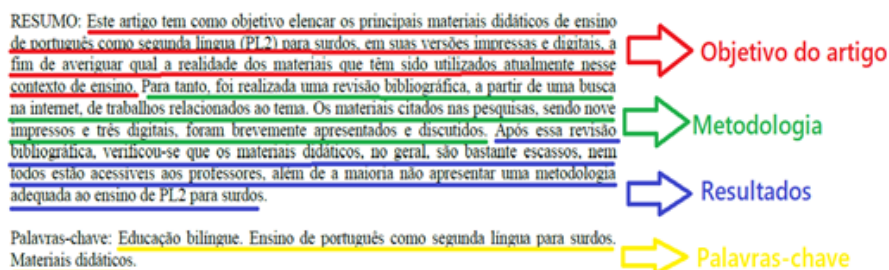 RESUMO: Este artigo tem como objetivo elencar os principais materiais didáticos de ensino
de português como segunda língua (PL2) para surdos, em suas versões impressas e digitais, a
fim de averiguar qual a realidade dos materiais que têm sido utilizados atualmente nesse
contexto de ensino. Para tanto, foi realizada uma revisão bibliográfica, a partir de uma busca
na internet, de trabalhos relacionados ao tema. Os materiais citados nas pesquisas, sendo nove
impressos e três digitais, foram brevemente apresentados e discutidos. Após essa revisão
bibliográfica, verificou-se que os materiais didáticos, no geral, são bastante escassos, nem
todos estão acessíveis aos professores, além de a maioria não apresentar uma metodologia
adequada ao ensino de PL2 para surdos.
Palavras-chave: Educação bilíngue. Ensino de português como segunda língua para surdos.
Materiais didáticos.
Objetivo do artigo
Metodologia
Resultados
Palavras-chave